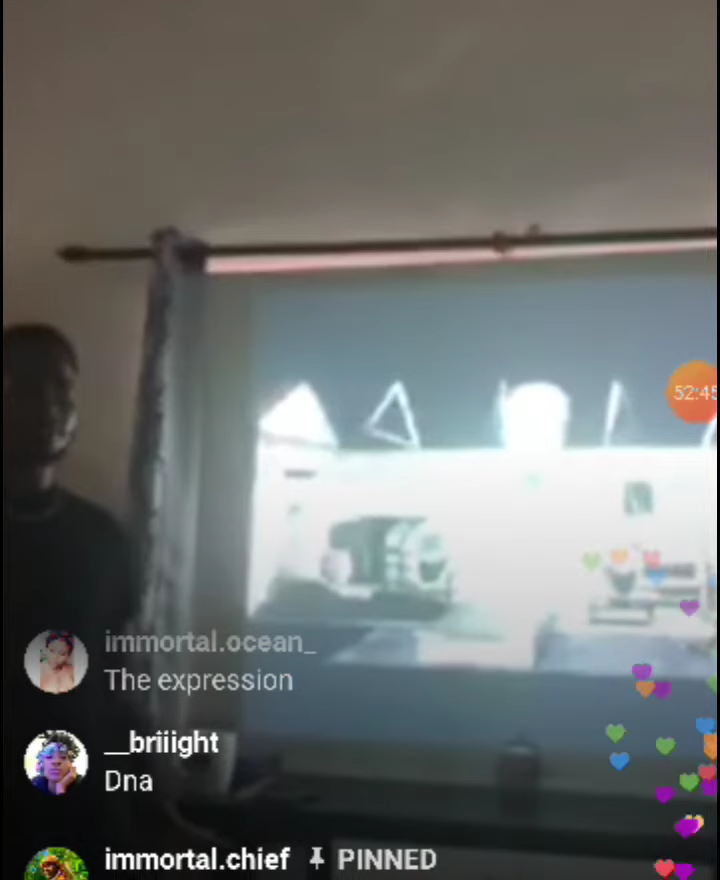 52:45
immortal.ocean_
The expression
__briiight
Dna
immortal.chief PINNED